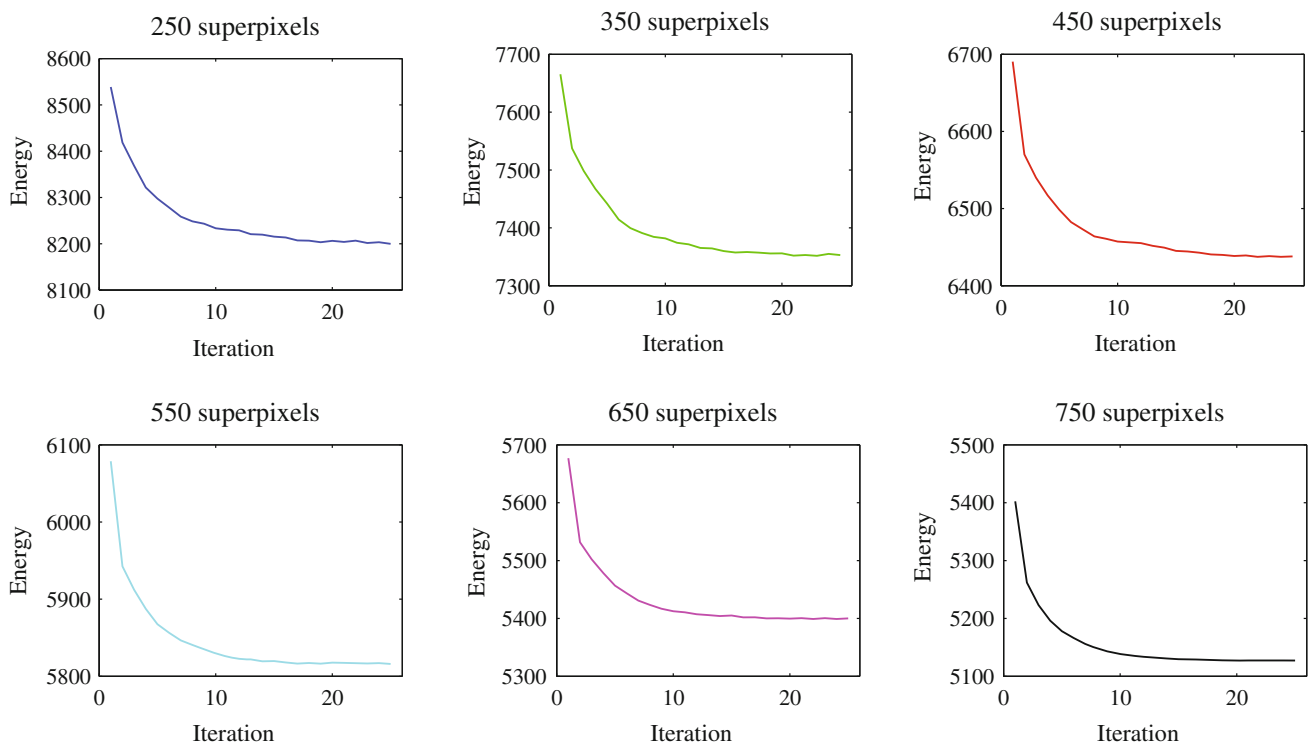 250 superpixels
8600
8500
8400
8300
8200
8100
0
10
20
Energy
Iteration
350 superpixels
7700
7600
7500
7400
7300
0
10
20
Energy
Iteration
450 superpixels
6700
6600
6500
6400
0
10
20
Energy
Iteration
550 superpixels
6100
6000
5900
5800
0
10
20
Energy
Iteration
650 superpixels
5700
5600
5500
5400
5300
0
10
20
Energy
Iteration
750 superpixels
5500
5400
5300
5200
5100
0
10
20
Energy
Iteration